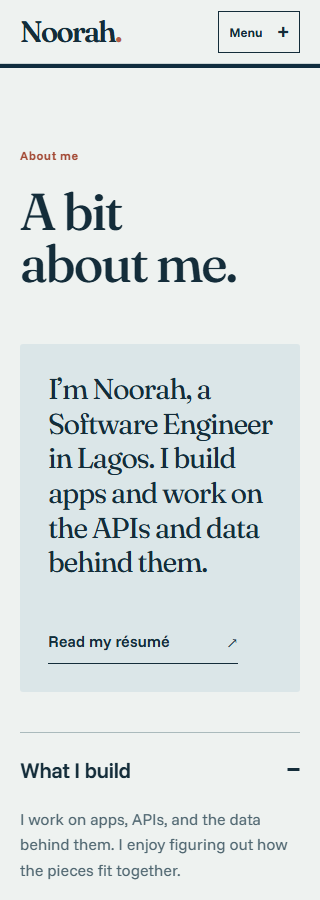 Noorah.
Menu +
About me
A bit
about me.
I’m Noorah, a
Software Engineer
in Lagos. I build
apps and work on
the APIs and data
behind them.
Read my résumé ↗
What I build −
I work on apps, APIs, and the data
behind them. I enjoy figuring out how
the pieces fit together.